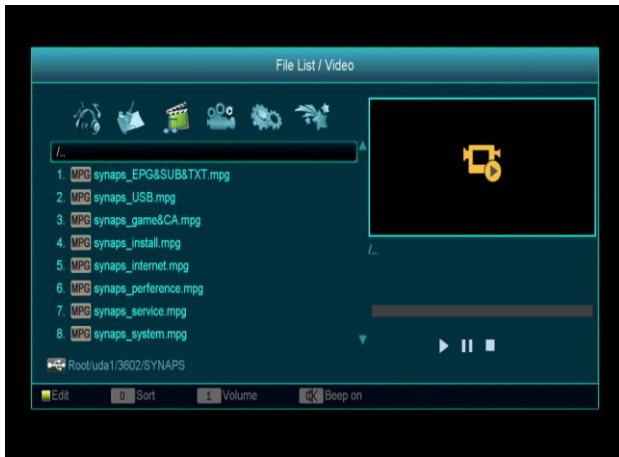 File List / Video
/..
1. MPG synaps_EPG&SUB&TXT.mpg
2. MPG synaps_USB.mpg
3. MPG synaps_game&CA.mpg
4. MPG synaps_install.mpg
5. MPG synaps_internet.mpg
6. MPG synaps_perference.mpg
7. MPG synaps_service.mpg
8. MPG synaps_system.mpg
/..
Root/uda1/3602/SYNAPS
Edit 0 Sort 1 Volume Beep on